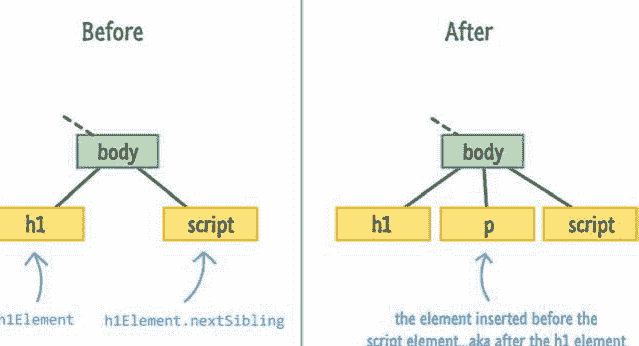 Before
After
body
body
h1
script
h1
p
script
h1Element
h1Element.nextSibling
the element inserted before the
script element...aka after the h1 element